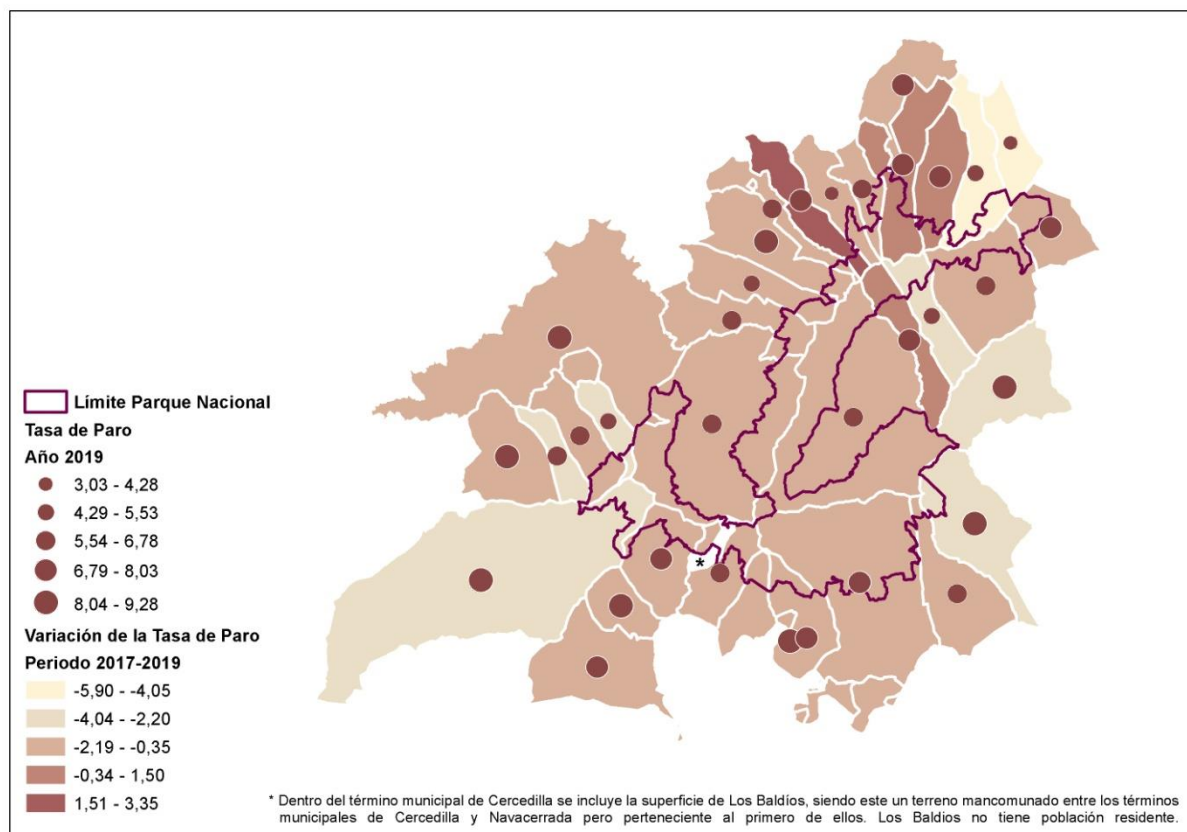 Límite Parque Nacional
Tasa de Paro
Año 2019
3,03 - 4,28
4,29 - 5,53
5,54 - 6,78
6,79 - 8,03
8,04 - 9,28
Variación de la Tasa de Paro
Periodo 2017-2019
-5,90 - -4,05
-4,04 - -2,20
-2,19 - -0,35
-0,34 - 1,50
1,51 - 3,35
*
* Dentro del término municipal de Cercedilla se incluye la superficie de Los Baldíos, siendo este un terreno mancomunado entre los términos
municipales de Cercedilla y Navacerrada pero perteneciente al primero de ellos. Los Baldios no tiene población residente.